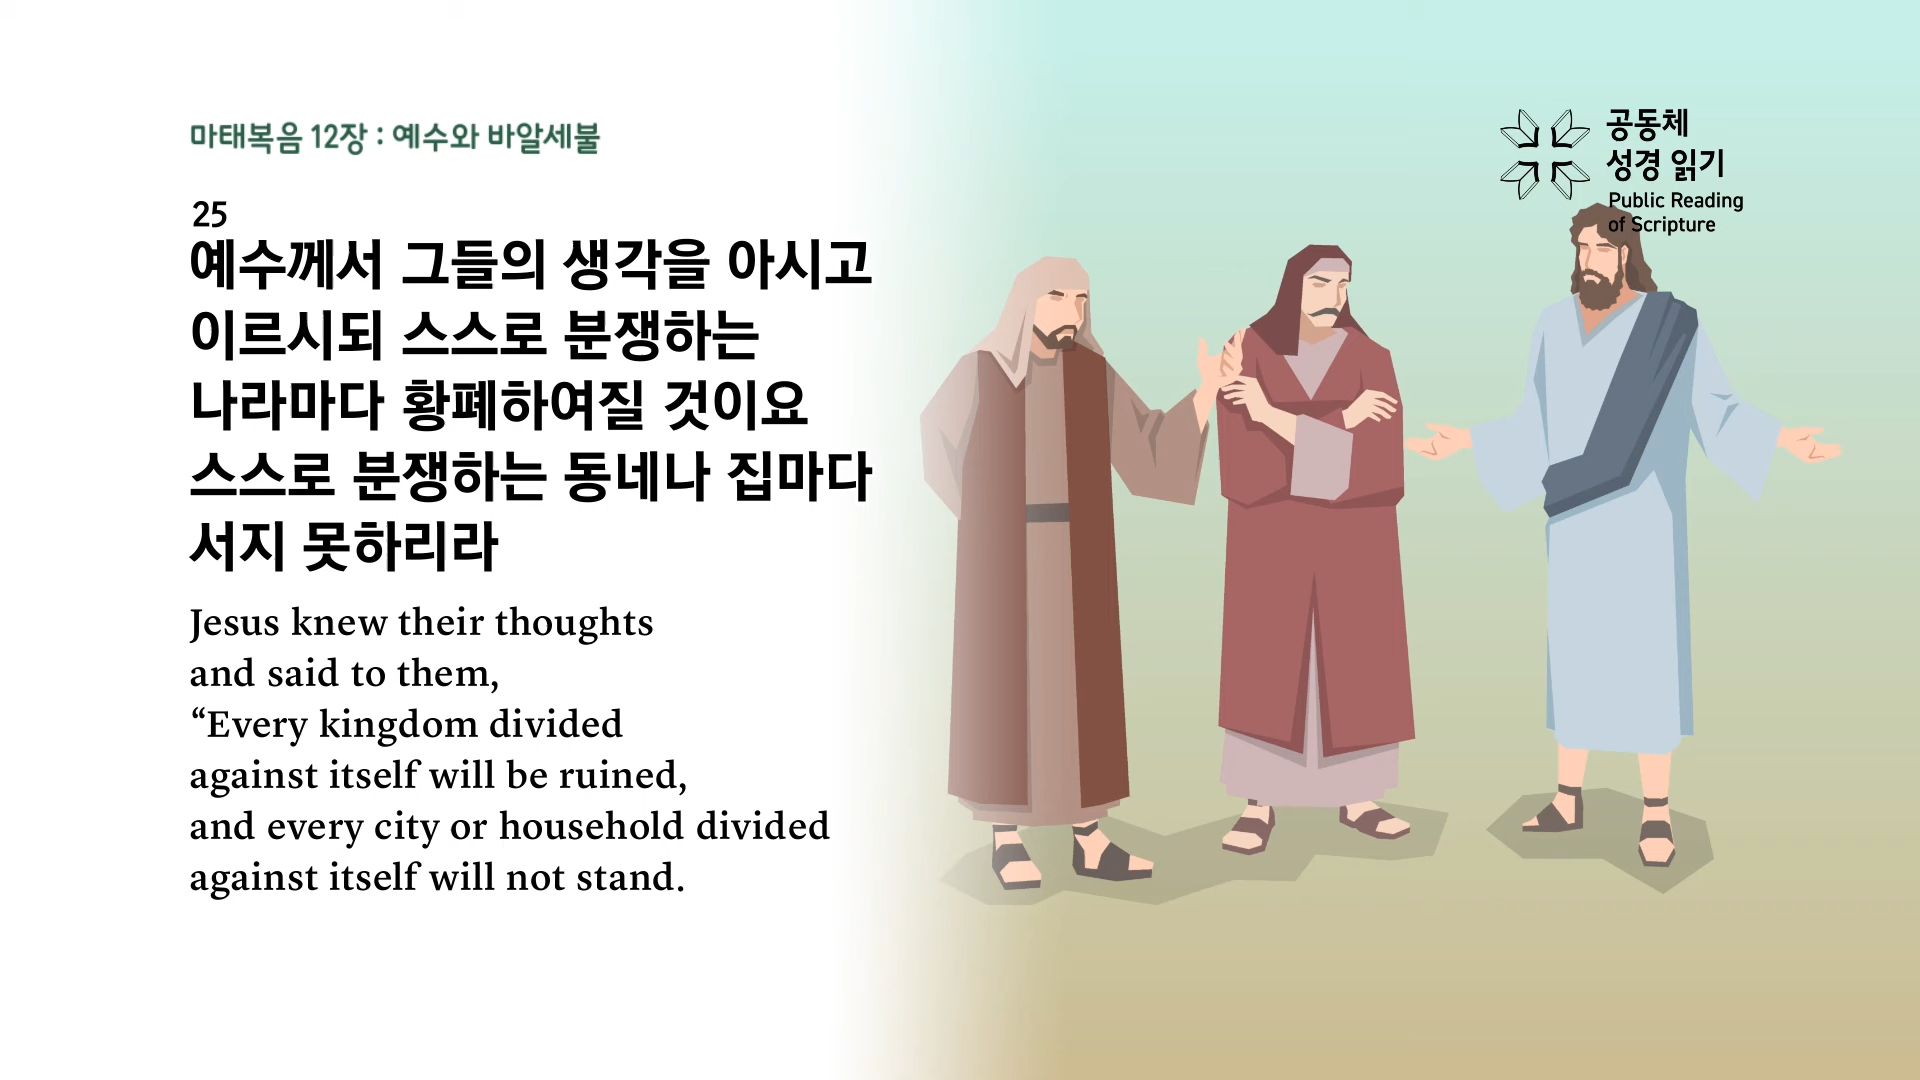 마태복음 12장 : 예수와 바알세불
25
예수께서 그들의 생각을 아시고
이르시되 스스로 분쟁하는
나라마다 황폐하여질 것이요
스스로 분쟁하는 동네나 집마다
서지 못하리라
Jesus knew their thoughts
and said to them,
“Every kingdom divided
against itself will be ruined,
and every city or household divided
against itself will not stand.
공동체
성경 읽기
Public Reading
of Scripture